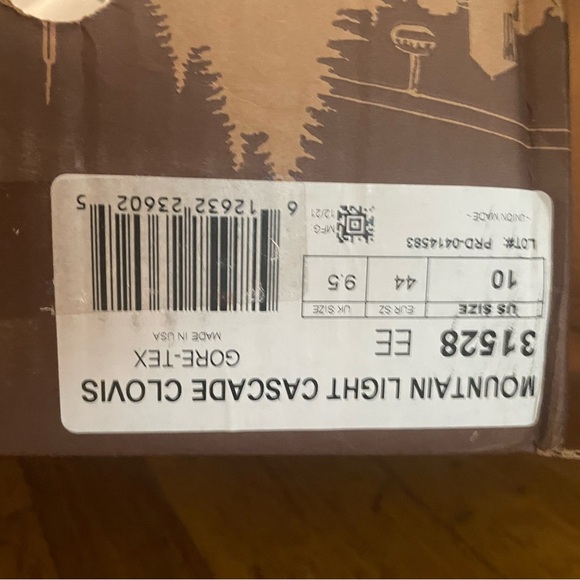 MOUNTAIN LIGHT CASCADE CLOVIS
31528 EE
GORE-TEX
MADE IN USA
US SIZE EUR SZ UK SIZE
10 44 9.5
LOT#: PRD-0414583
- UNION MADE -
MFG
12/21
6 12632 23602 5